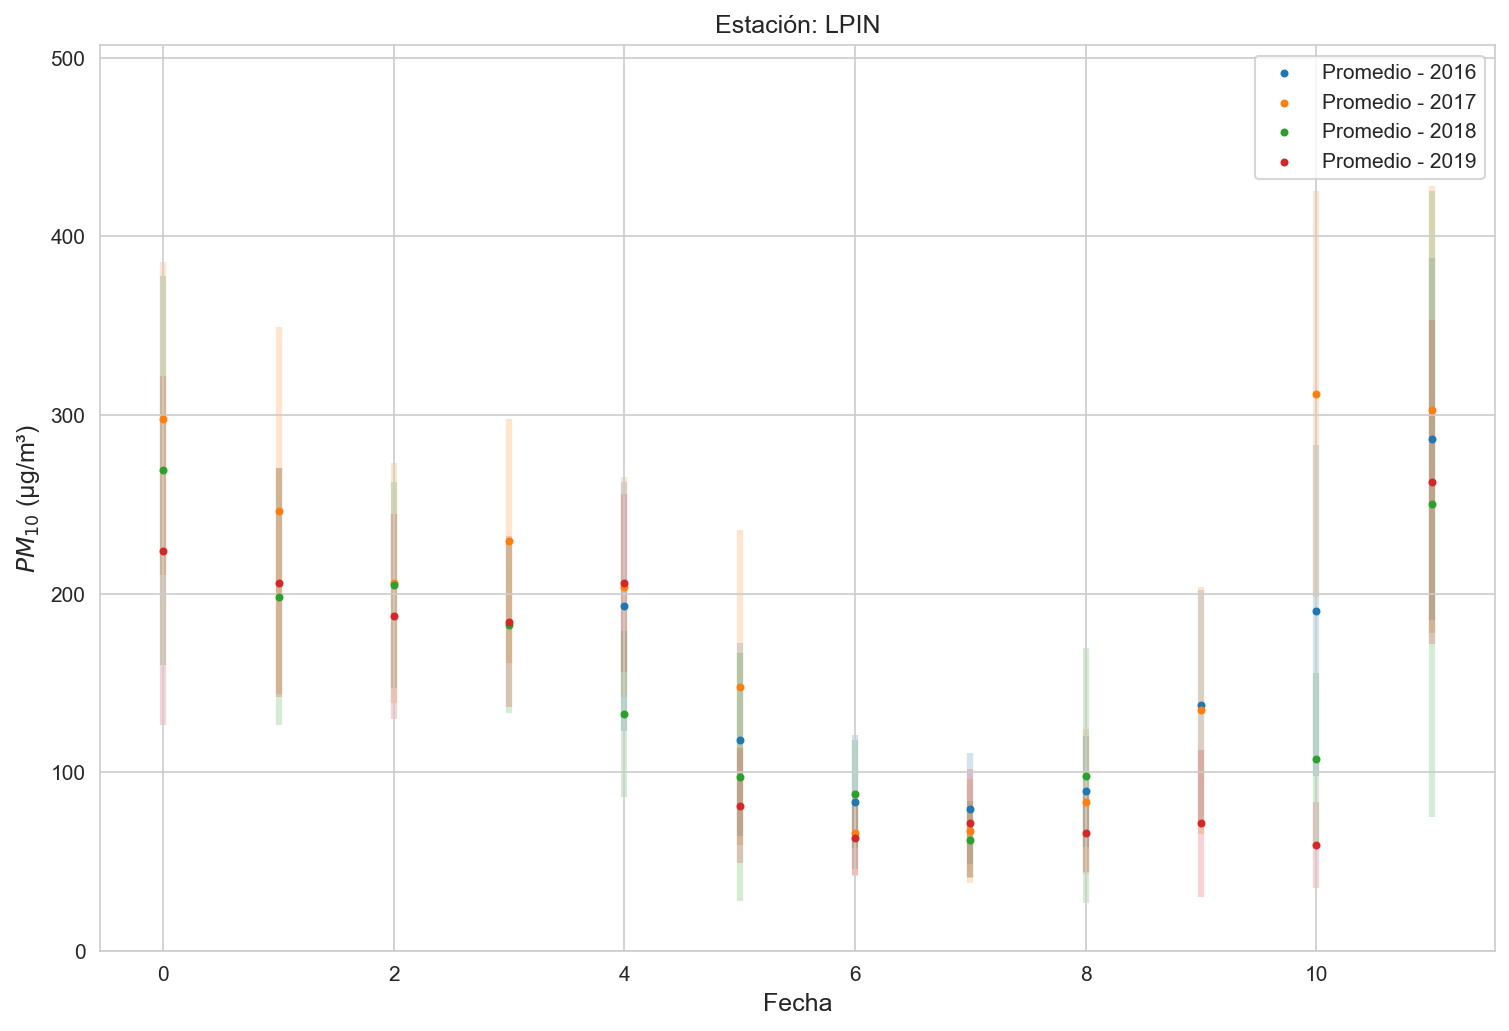 Estación: LPIN
Promedio - 2016
Promedio - 2017
Promedio - 2018
Promedio - 2019
500
400
300
200
100
0
PM10 (µg/m³)
0 2 4 6 8 10
Fecha